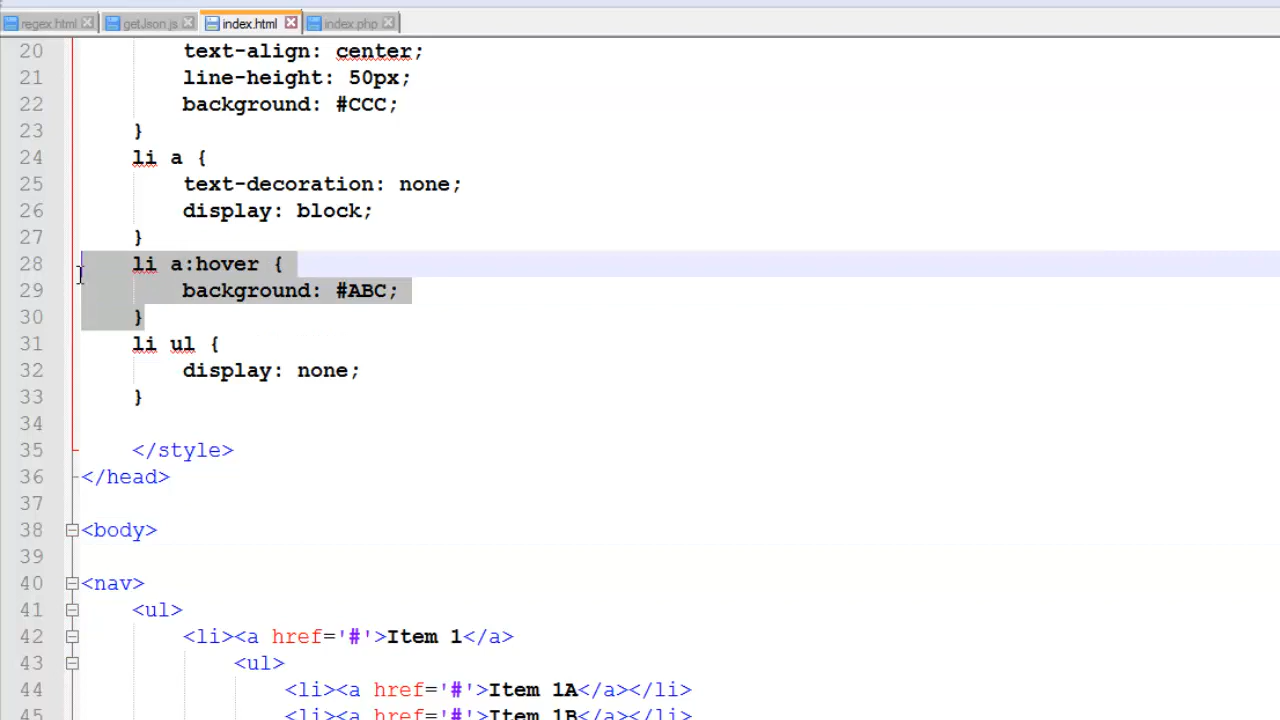 regex.html getJson.js index.html index.php
20 text-align: center;
21 line-height: 50px;
22 background: #CCC;
23 }
24 li a {
25 text-decoration: none;
26 display: block;
27 }
28 li a:hover {
29 background: #ABC;
30 }
31 li ul {
32 display: none;
33 }
34
35 </style>
36 </head>
37
38 <body>
39
40 <nav>
41 <ul>
42 <li><a href='#'>Item 1</a>
43 <ul>
44 <li><a href='#'>Item 1A</a></li>
45 <li><a href='#'>Item 1B</a></li>